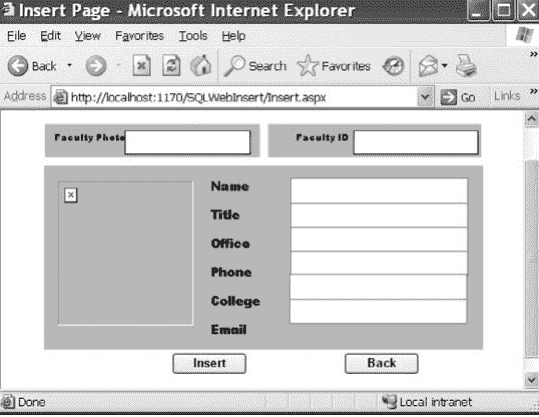 Insert Page - Microsoft Internet Explorer
File Edit View Favorites Tools Help
Back Search Favorites
Address http://localhost:1170/SQLWebInsert/Insert.aspx Go Links »
Faculty Photo Faculty ID
Name
Title
Office
Phone
College
Email
Insert Back
Done Local intranet